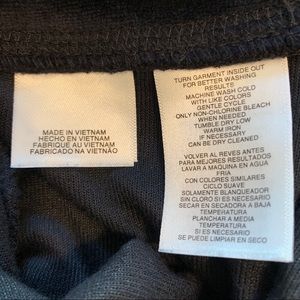 MADE IN VIETNAM
HECHO EN VIETNAM
FABRIQUE AU VIETNAM
FABRICADO NA VIETNÃO
TURN GARMENT INSIDE OUT
FOR BETTER WASHING
RESULTS
MACHINE WASH COLD
WITH LIKE COLORS
GENTLE CYCLE
ONLY NON-CHLORINE BLEACH
WHEN NEEDED
TUMBLE DRY LOW
WARM IRON
IF NECESSARY
CAN BE DRY CLEANED
VOLVER AL REVES ANTES
PARA MEJORES RESULTADOS
LAVAR A MAQUINA EN AGUA
FRIA
CON COLORES SIMILARES
CICLO SUAVE
SOLAMENTE BLANQUEADOR
SIN CLORO SI ES NECESARIO
SECAR EN SECADORA A BAJA
TEMPERATURA
PLANCHAR A MEDIA
TEMPERATURA
SI ES NECESARIO
SE PUEDE LIMPIAR EN SECO